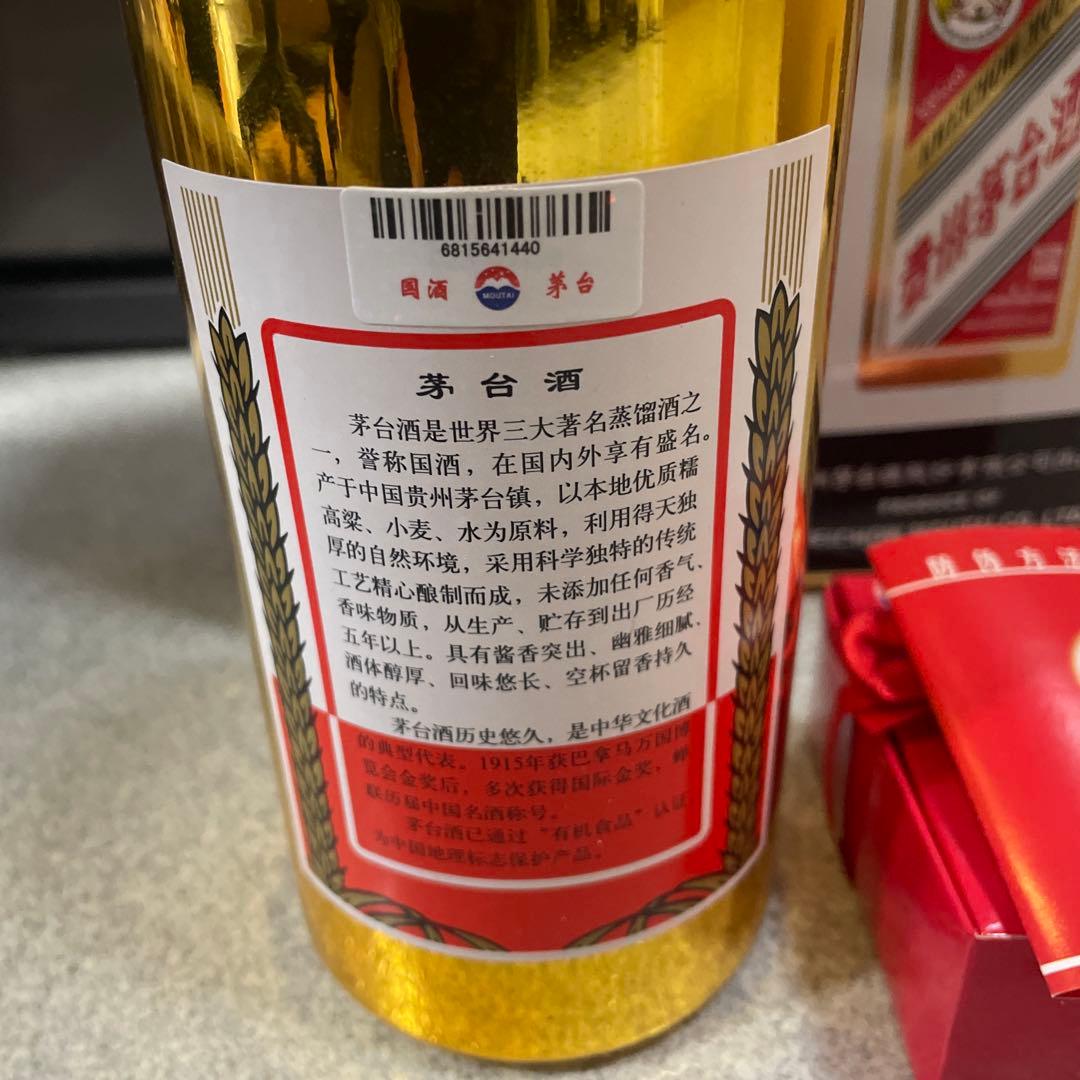 6815641440
国酒 MOUTAI 茅台
茅台酒
茅台酒是世界三大著名蒸馏酒之
一，誉称国酒，在国内外享有盛名。
产于中国贵州茅台镇，以本地优质糯
高粱、小麦、水为原料，利用得天独
厚的自然环境，采用科学独特的传统
工艺精心酿制而成，未添加任何香气、
香味物质，从生产、贮存到出厂历经
五年以上。具有酱香突出、幽雅细腻、
酒体醇厚、回味悠长、空杯留香持久
的特点。
茅台酒历史悠久，是中华文化酒
的典型代表。1915年获巴拿马万国博
览会金奖后，多次获得国际金奖，蝉
联历届中国名酒称号。
茅台酒已通过“有机食品”认证
为中国地理标志保护产品。
贵州茅台酒
PRODUCE OF
防伪方法